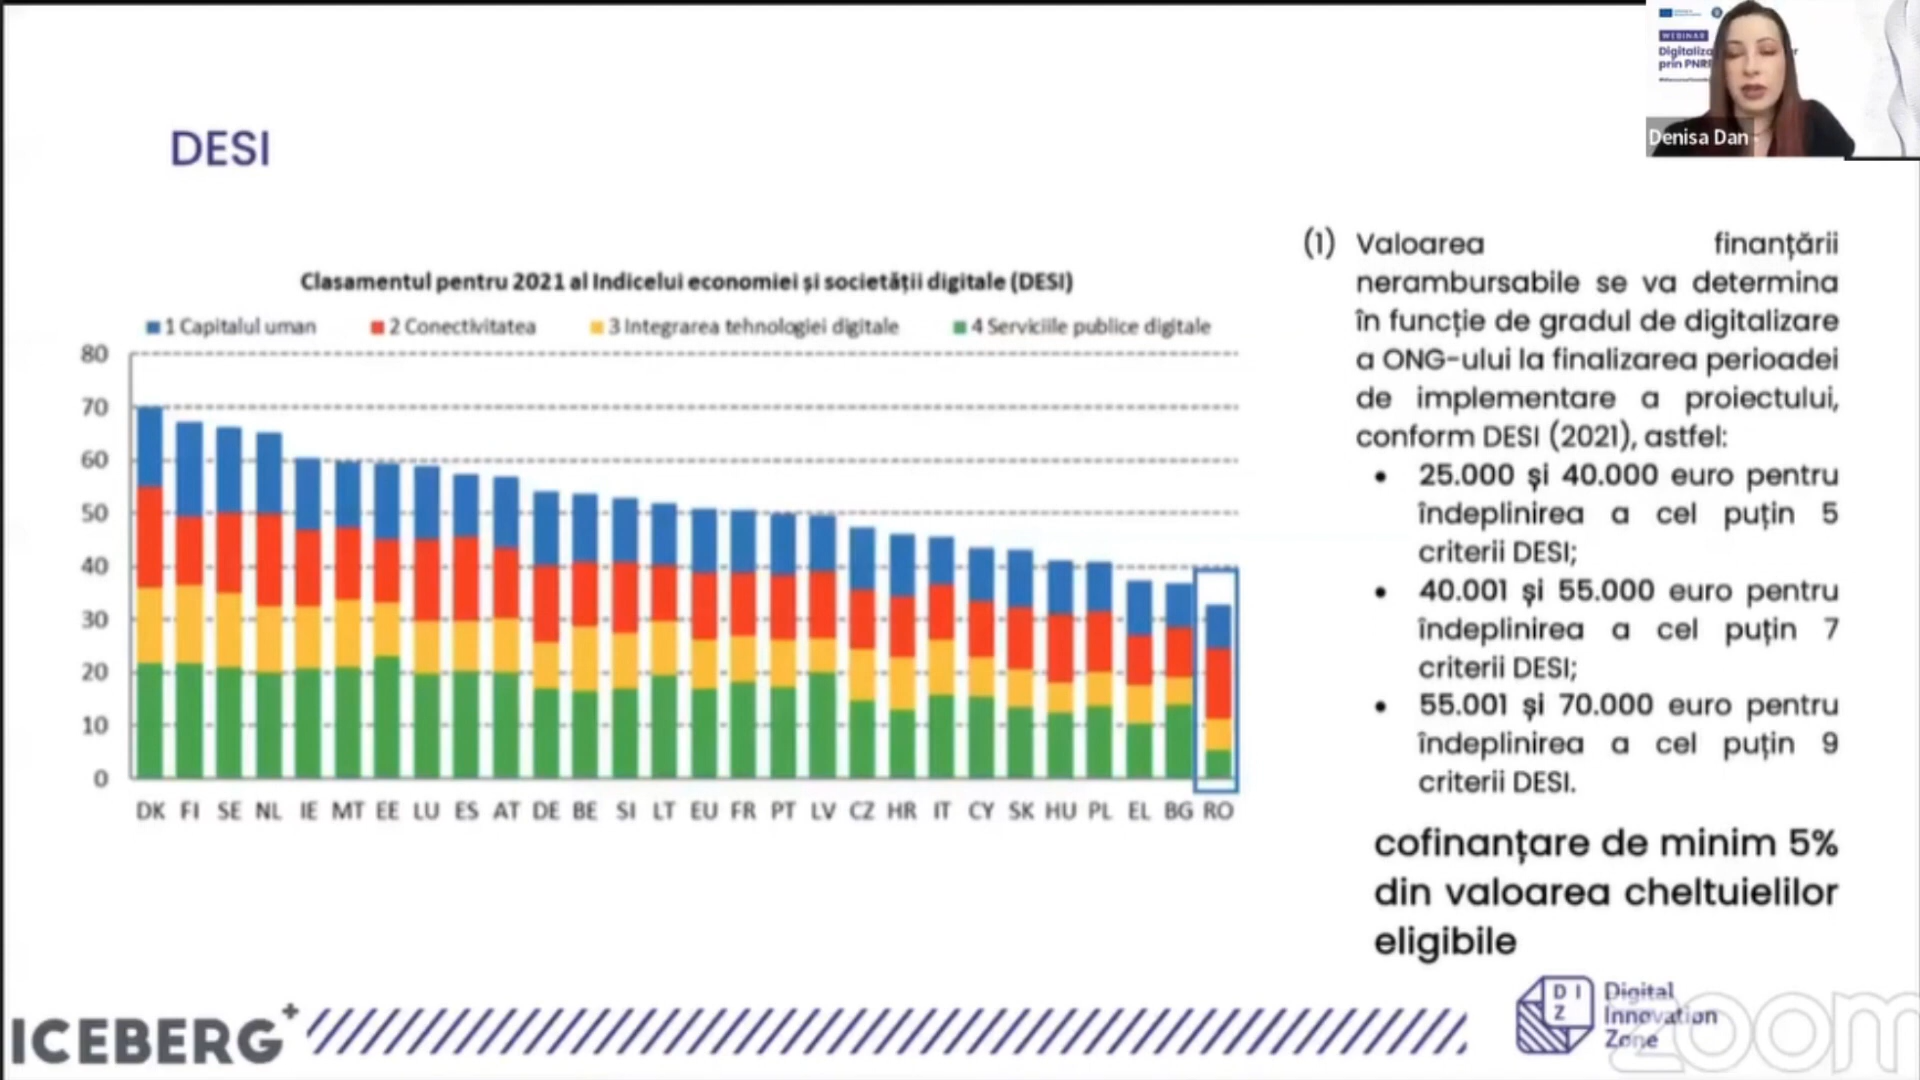 WEBINAR
Digitaliza
prin PNR
Denisa Dan
DESI
Clasamentul pentru 2021 al Indicelui economiei și societății digitale (DESI)
1 Capitalul uman
2 Conectivitatea
3 Integrarea tehnologiei digitale
4 Serviciile publice digitale
80
70
60
50
40
30
20
10
0
DK FI SE NL IE MT EE LU ES AT DE BE SI LT EU FR PT LV CZ HR IT CY SK HU PL EL BG RO
(1) Valoarea finanțării
nerambursabile se va determina
în funcție de gradul de digitalizare
a ONG-ului la finalizarea perioadei
de implementare a proiectului,
conform DESI (2021), astfel:
• 25.000 și 40.000 euro pentru
îndeplinirea a cel puțin 5
criterii DESI;
• 40.001 și 55.000 euro pentru
îndeplinirea a cel puțin 7
criterii DESI;
• 55.001 și 70.000 euro pentru
îndeplinirea a cel puțin 9
criterii DESI.
cofinanțare de minim 5%
din valoarea cheltuielilor
eligibile
ICEBERG+
D I
Z
Digital
Innovation
Zone
zoom